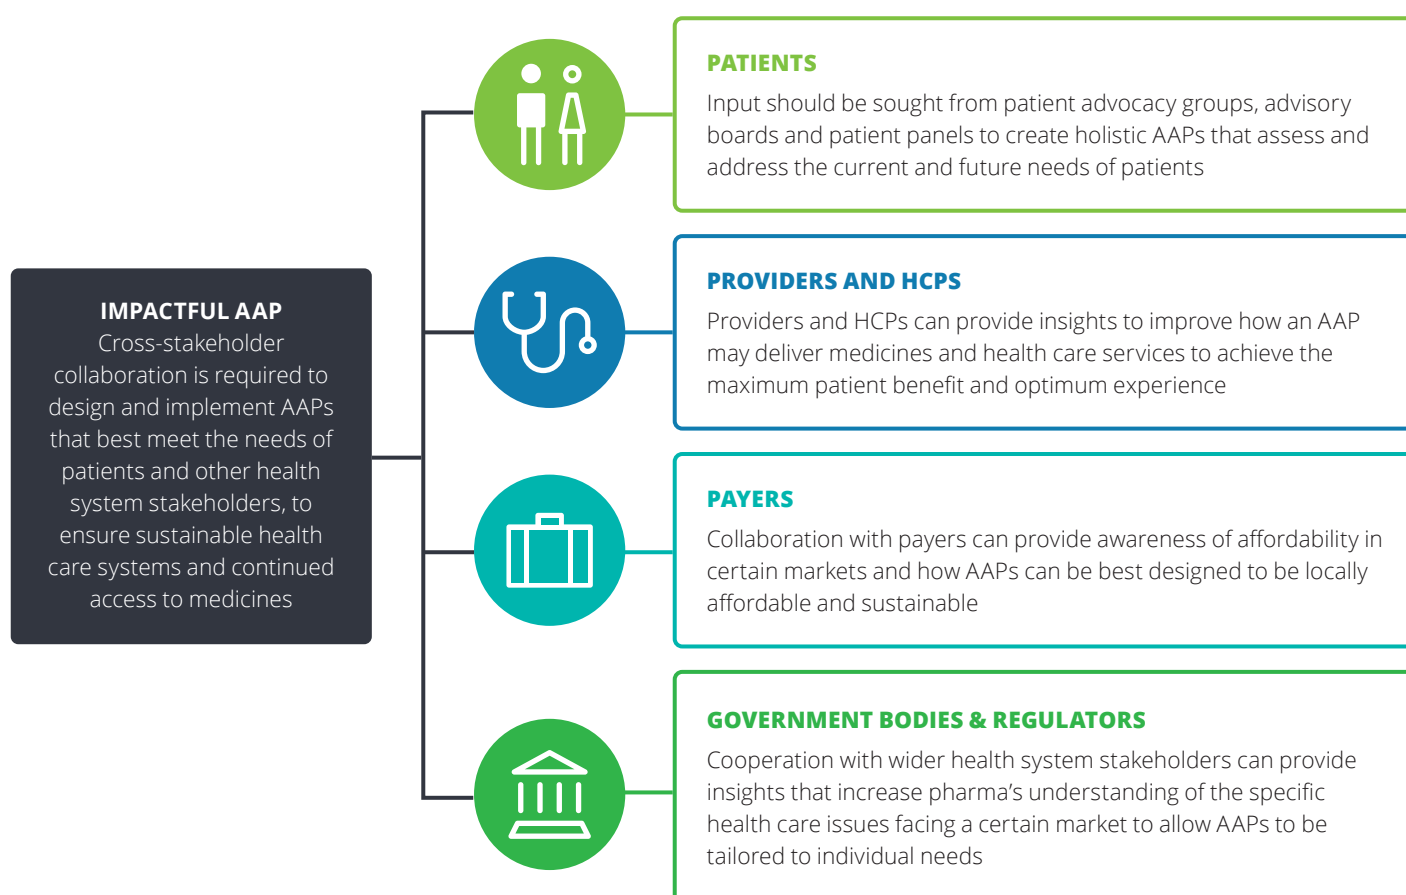 IMPACTFUL AAP
Cross-stakeholder
collaboration is required to
design and implement AAPs
that best meet the needs of
patients and other health
system stakeholders, to
ensure sustainable health
care systems and continued
access to medicines
PATIENTS
Input should be sought from patient advocacy groups, advisory
boards and patient panels to create holistic AAPs that assess and
address the current and future needs of patients
PROVIDERS AND HCPS
Providers and HCPs can provide insights to improve how an AAP
may deliver medicines and health care services to achieve the
maximum patient benefit and optimum experience
PAYERS
Collaboration with payers can provide awareness of affordability in
certain markets and how AAPs can be best designed to be locally
affordable and sustainable
GOVERNMENT BODIES & REGULATORS
Cooperation with wider health system stakeholders can provide
insights that increase pharma’s understanding of the specific
health care issues facing a certain market to allow AAPs to be
tailored to individual needs